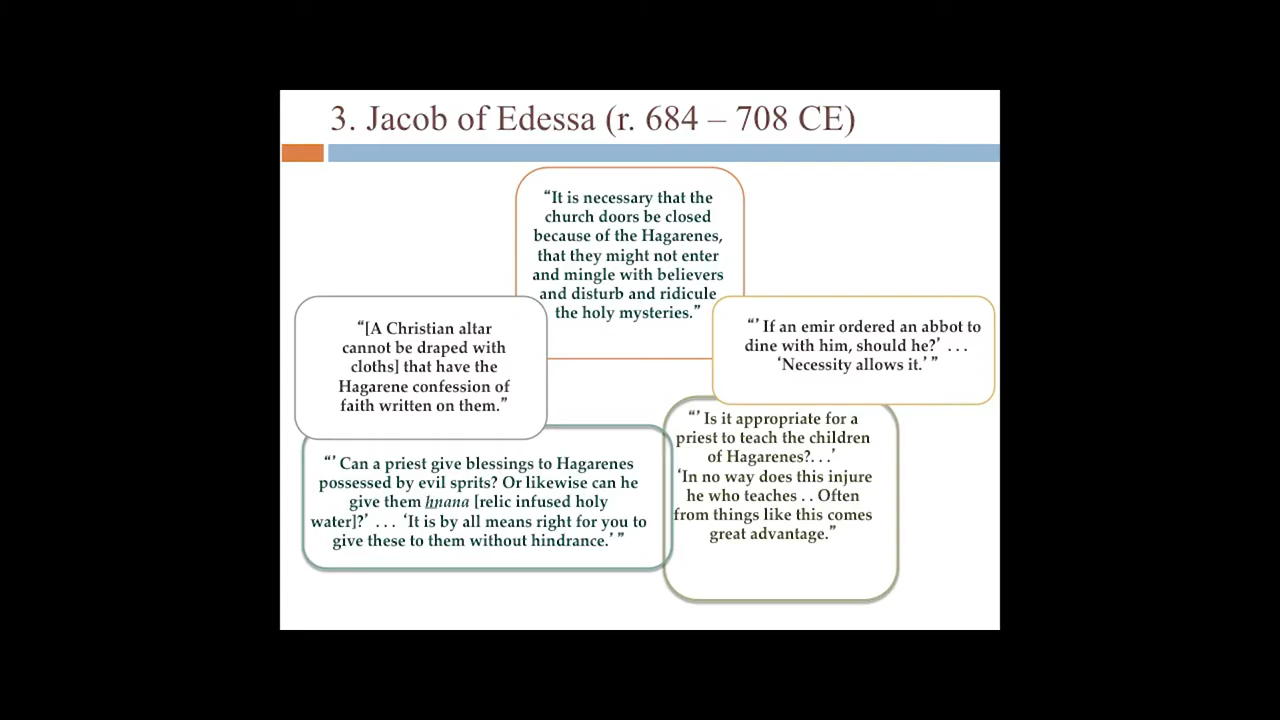 3. Jacob of Edessa (r. 684 – 708 CE)
“It is necessary that the
church doors be closed
because of the Hagarenes,
that they might not enter
and mingle with believers
and disturb and ridicule
the holy mysteries.”
“[A Christian altar
cannot be draped with
cloths] that have the
Hagarene confession of
faith written on them.”
“’ If an emir ordered an abbot to
dine with him, should he?’ . . .
‘Necessity allows it.’ ”
“’ Can a priest give blessings to Hagarenes
possessed by evil sprits? Or likewise can he
give them hnana [relic infused holy
water]?’ . . . ‘It is by all means right for you to
give these to them without hindrance.’ ”
“’ Is it appropriate for a
priest to teach the children
of Hagarenes?. . .’
‘In no way does this injure
he who teaches . . Often
from things like this comes
great advantage.”